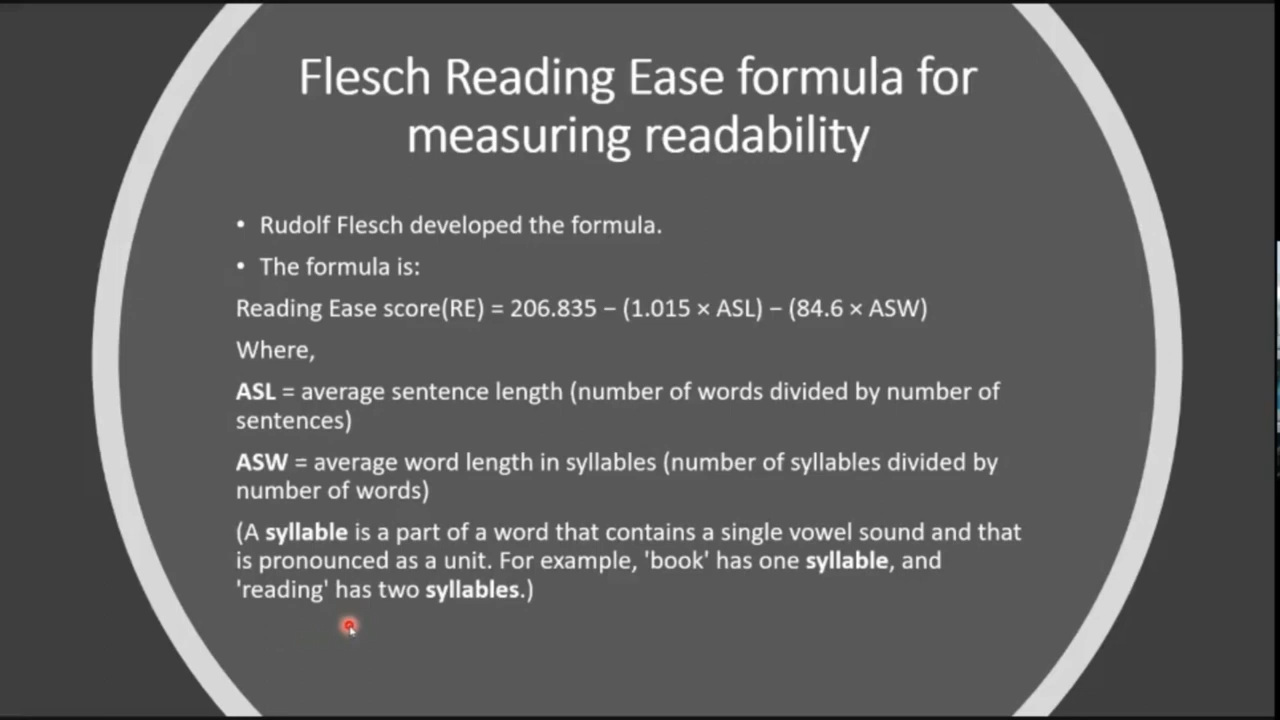 Flesch Reading Ease formula for
measuring readability
• Rudolf Flesch developed the formula.
• The formula is:
Reading Ease score(RE) = 206.835 − (1.015 × ASL) − (84.6 × ASW)
Where,
ASL = average sentence length (number of words divided by number of
sentences)
ASW = average word length in syllables (number of syllables divided by
number of words)
(A syllable is a part of a word that contains a single vowel sound and that
is pronounced as a unit. For example, 'book' has one syllable, and
'reading' has two syllables.)